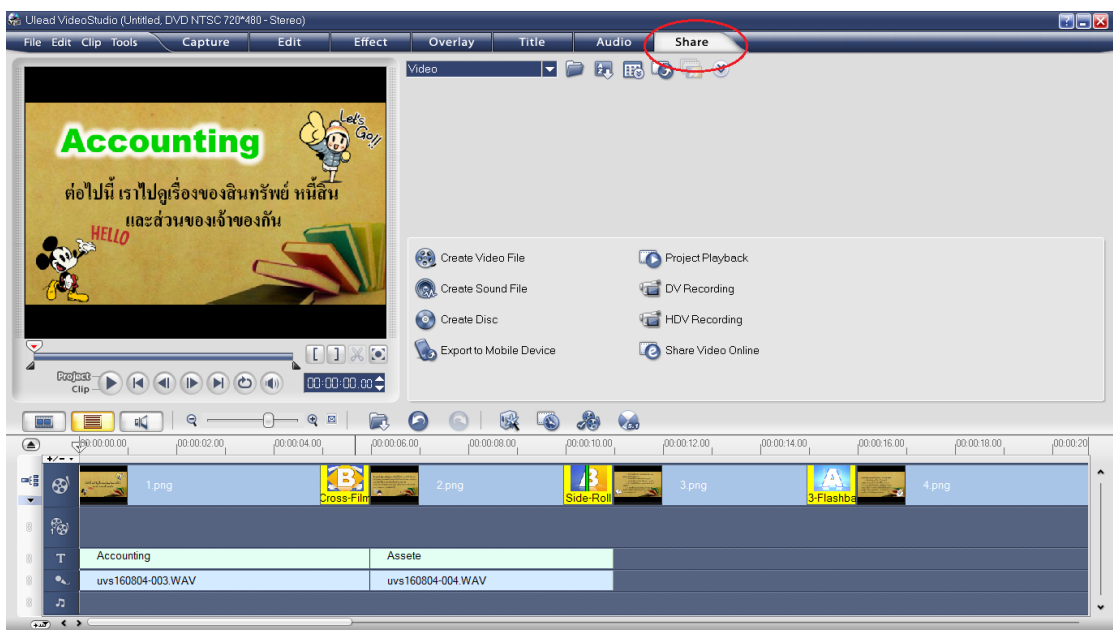 Ulead VideoStudio (Untitled, DVD NTSC 720*480 - Stereo)
File Edit Clip Tools Capture Edit Effect Overlay Title Audio Share
Video
Let's
Go!!
Accounting
ต่อไปนี้ เราไปดูเรื่องของสินทรัพย์ หนี้สิน
และส่วนของเจ้าของกัน
HELLO
Create Video File Project Playback
Create Sound File DV Recording
Create Disc HDV Recording
Export to Mobile Device Share Video Online
Project
Clip
00:00:00.00
00:00:00.00 00:00:02.00 00:00:04.00 00:00:06.00 00:00:08.00 00:00:10.00 00:00:12.00 00:00:14.00 00:00:16.00 00:00:18.00 00:00:20
1.png Cross-Film 2.png Side-Roll 3.png 3-Flashba 4.png
T Accounting Assete
uvs160804-003.WAV uvs160804-004.WAV